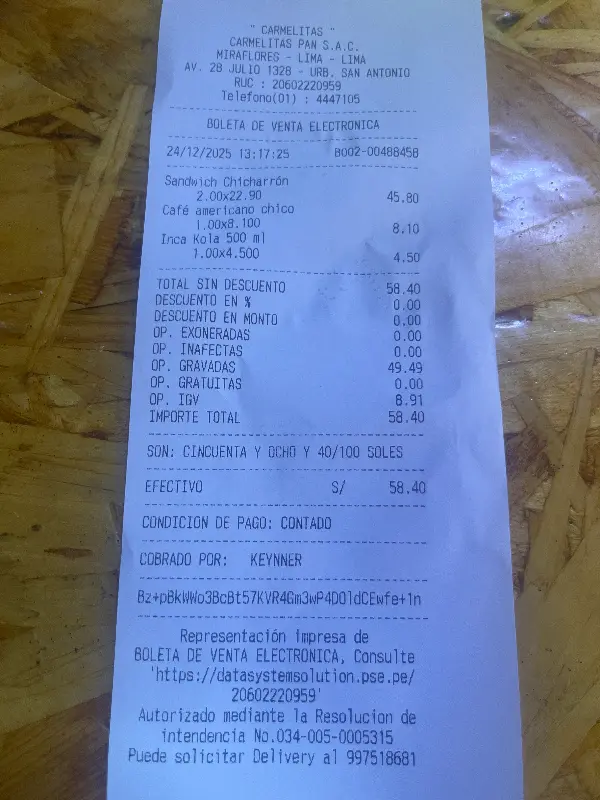 " CARMELITAS "
CARMELITAS PAN S.A.C.
MIRAFLORES - LIMA - LIMA
AV. 28 JULIO 1328 - URB. SAN ANTONIO
RUC : 20602220959
Telefono(01) : 4447105
BOLETA DE VENTA ELECTRONICA
24/12/2025 13:17:25 B002-00488458
Sandwich Chicharrón
2.00x22.90 45.80
Café americano chico
1.00x8.100 8.10
Inca Kola 500 ml
1.00x4.500 4.50
TOTAL SIN DESCUENTO 58.40
DESCUENTO EN % 0.00
DESCUENTO EN MONTO 0.00
OP. EXONERADAS 0.00
OP. INAFECTAS 0.00
OP. GRAVADAS 49.49
OP. GRATUITAS 0.00
OP. IGV 8.91
IMPORTE TOTAL 58.40
SON: CINCUENTA Y OCHO Y 40/100 SOLES
EFECTIVO S/ 58.40
CONDICION DE PAGO: CONTADO
COBRADO POR: KEYNNER
Bz+pBkWWo3BcBt57KVR4Gm3wP4DOldCEwfe+1n
Representación impresa de
BOLETA DE VENTA ELECTRONICA, Consulte
'https://datasystemsolution.pse.pe/
20602220959'
Autorizado mediante la Resolucion de
intendencia No.034-005-0005315
Puede solicitar Delivery al 997518681